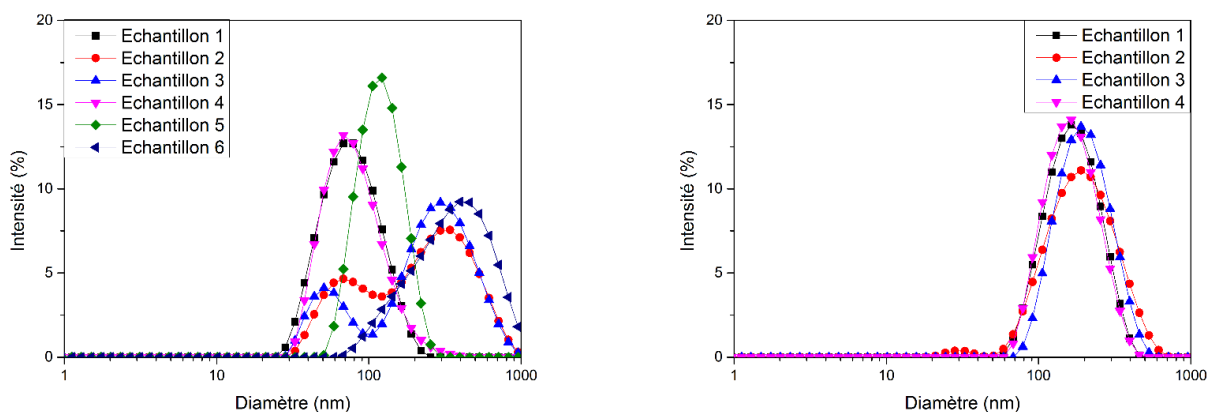 20
15
10
5
0
Intensité (%)
Echantillon 1
Echantillon 2
Echantillon 3
Echantillon 4
Echantillon 5
Echantillon 6
1 10 100 1000
Diamètre (nm)
20
15
10
5
0
Intensité (%)
Echantillon 1
Echantillon 2
Echantillon 3
Echantillon 4
1 10 100 1000
Diamètre (nm)